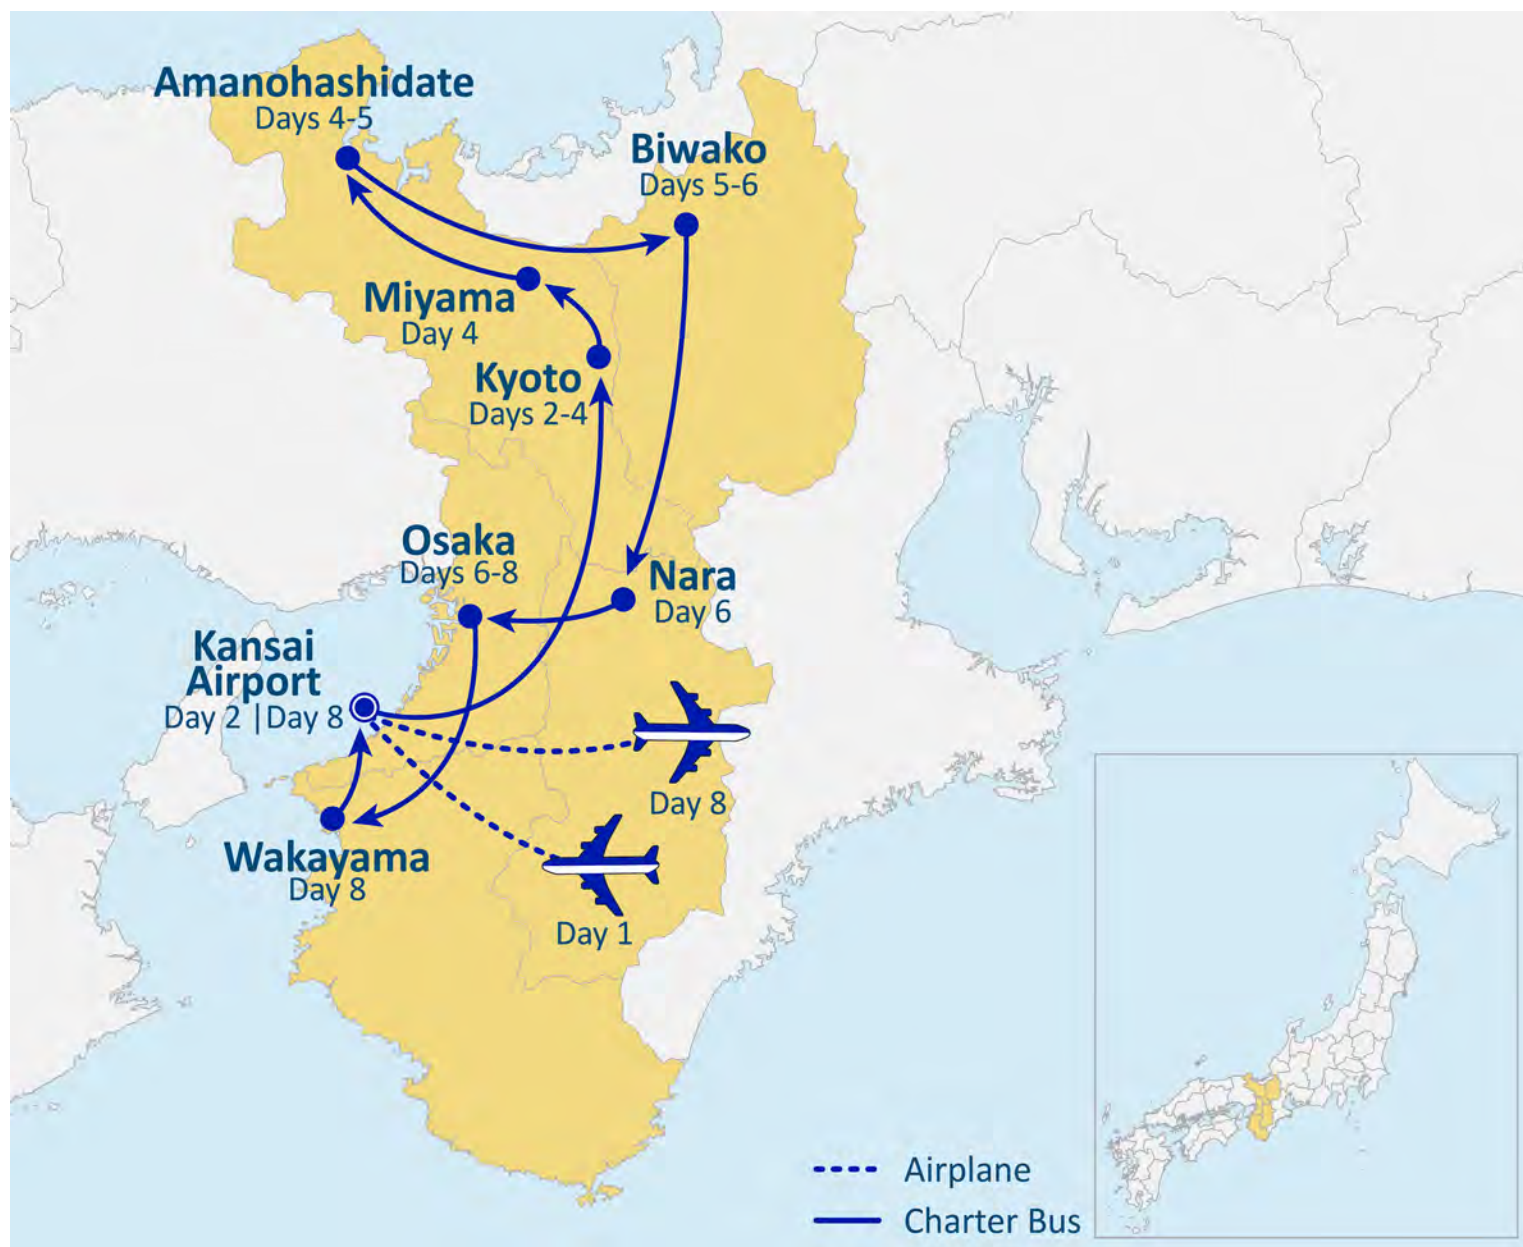 Amanohashidate
Days 4-5
Biwako
Days 5-6
Miyama
Day 4
Kyoto
Days 2-4
Osaka
Days 6-8
Nara
Day 6
Kansai
Airport
Day 2 | Day 8
Day 8
Wakayama
Day 8
Day 1
Airplane
Charter Bus